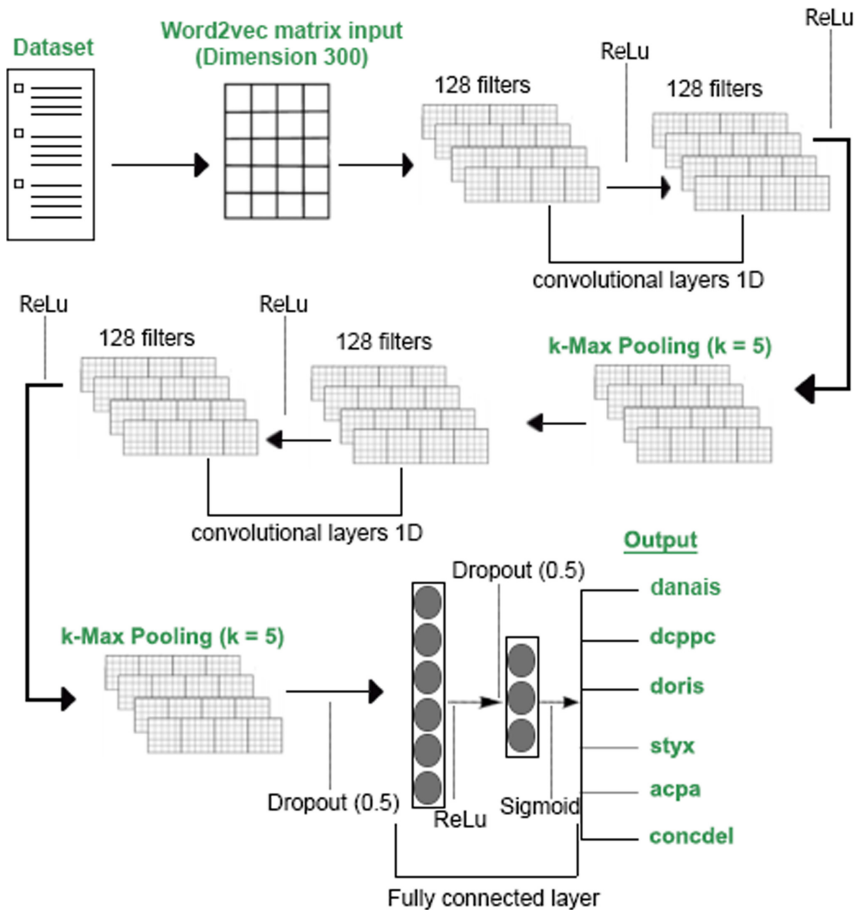 Dataset
Word2vec matrix input
(Dimension 300)
128 filters
ReLu
128 filters
ReLu
convolutional layers 1D
ReLu
128 filters
ReLu
128 filters
k-Max Pooling (k = 5)
convolutional layers 1D
k-Max Pooling (k = 5)
Dropout (0.5)
ReLu
Dropout (0.5)
Sigmoid
Fully connected layer
Output
danais
dcppc
doris
styx
acpa
concdel